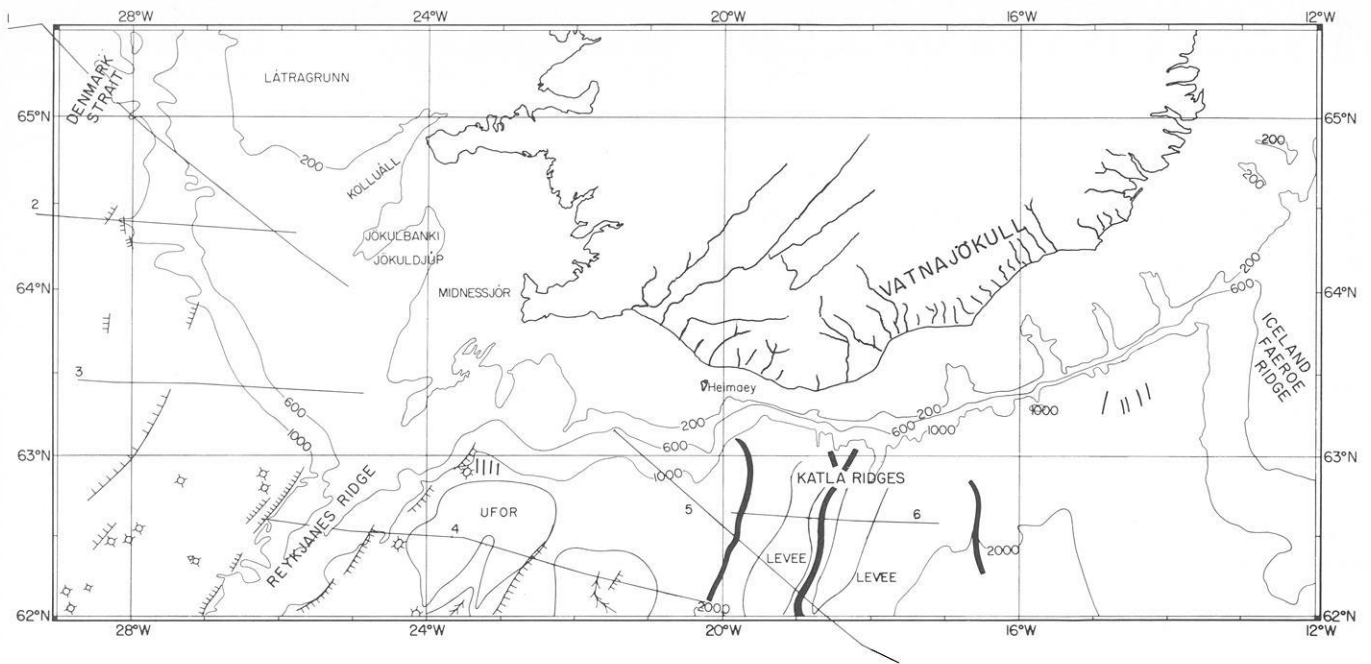 1
28°W
24°W
20°W
16°W
12°W
DENMARK
STRAIT
LÁTRAGRUNN
65°N
65°N
200
200
KOLLUÁLL
200
2
JÖKULBANKI
JÖKULDJÚP
VATNAJÖKULL
200
64°N
MIDNESSJÓR
600
64°N
ICELAND
FAEROE
RIDGE
3
Heimaey
600
200
600
200
1000
1000
600
1000
63°N
1000
63°N
KATLA RIDGES
REYKJANES RIDGE
UFOR
4
5
6
LEVEE
2000
LEVEE
62°N
2000
62°N
28°W
24°W
20°W
16°W
12°W